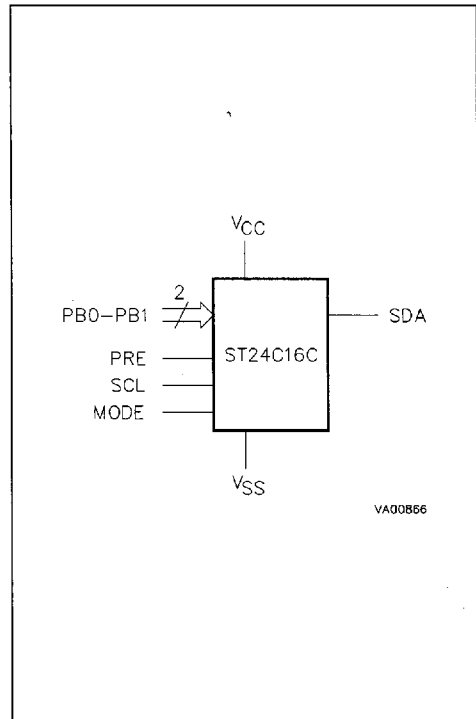 VCC
2
PB0-PB1
ST24C16C
SDA
PRE
SCL
MODE
VSS
VA00866